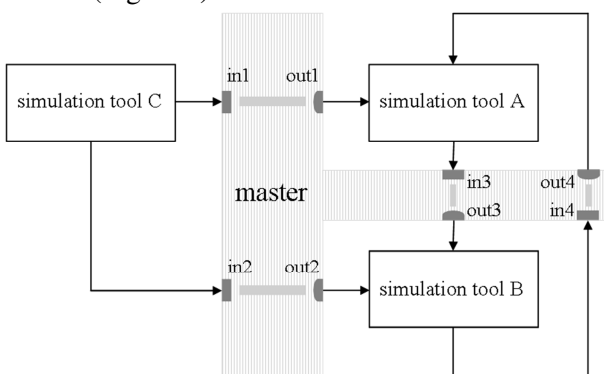 in1 out1
simulation tool C
simulation tool A
master
in3 out4
out3 in4
in2 out2
simulation tool B